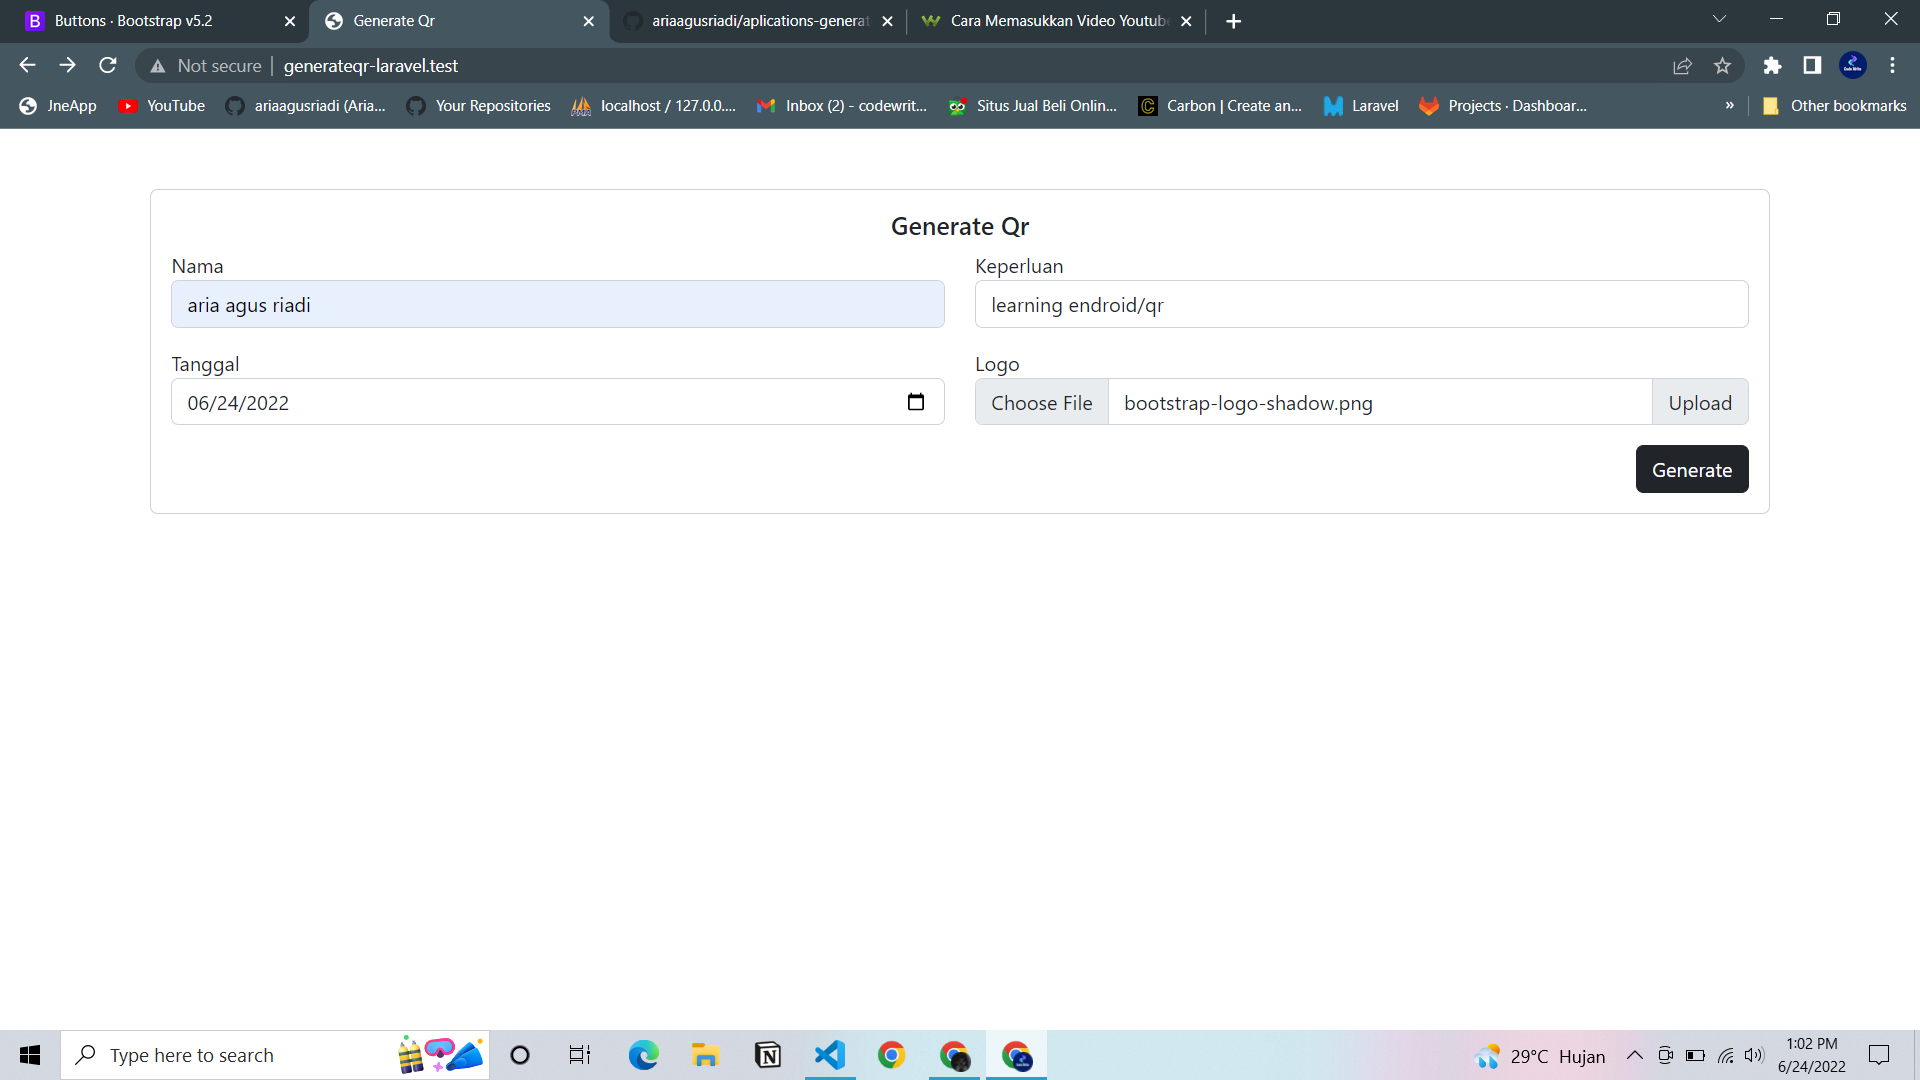 Buttons · Bootstrap v5.2
Generate Qr
ariaagusriadi/aplications-generat
Cara Memasukkan Video Youtub
Not secure
generateqr-laravel.test
JneApp
YouTube
ariaagusriadi (Aria...
Your Repositories
localhost / 127.0.0....
Inbox (2) - codewrit...
Situs Jual Beli Onlin...
Carbon | Create an...
Laravel
Projects · Dashboar...
»
Other bookmarks
Generate Qr
Nama
Keperluan
aria agus riadi
learning endroid/qr
Tanggal
Logo
06/24/2022
Choose File
bootstrap-logo-shadow.png
Upload
Generate
Type here to search
29°C Hujan
1:02 PM
6/24/2022